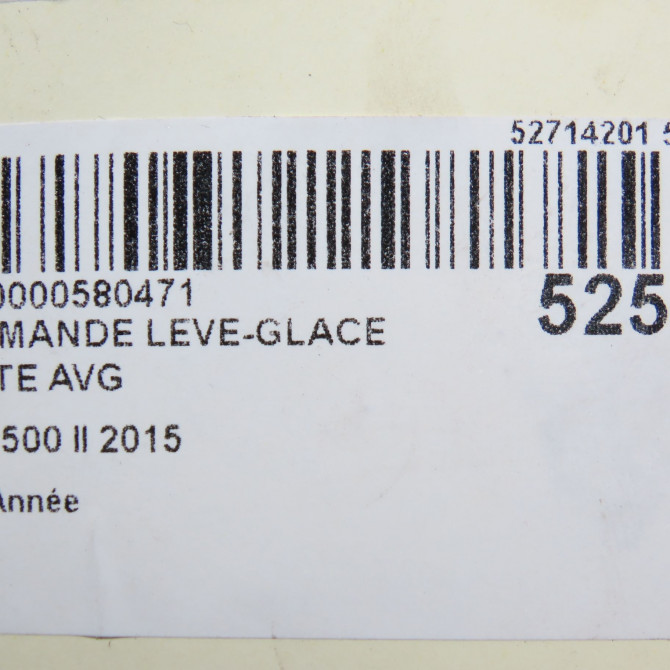 52714201 5
0000580471
525
MANDE LEVE-GLACE
TE AVG
500 II 2015
Année